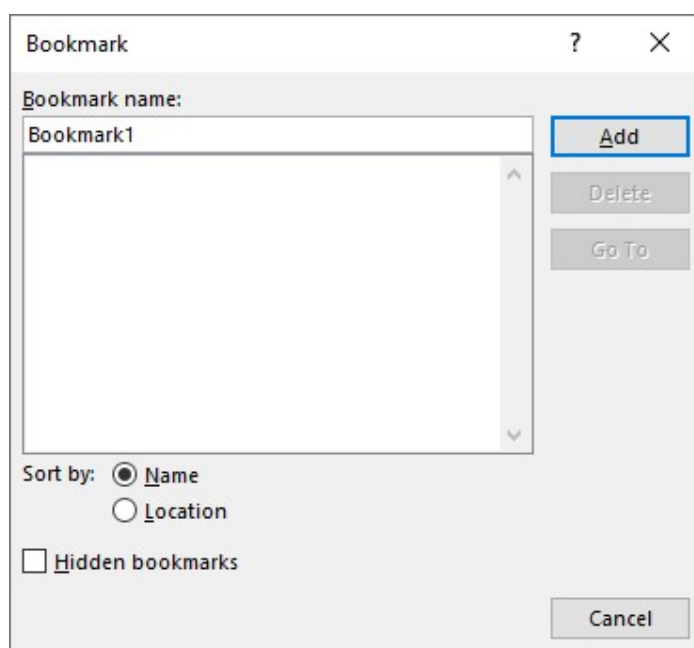 Bookmark ?
Bookmark name:
Bookmark1
Add
Delete
Go To
Sort by: Name
Location
Hidden bookmarks
Cancel